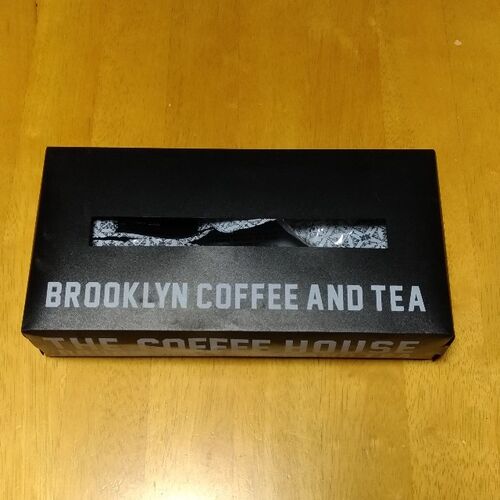 BROOKLYN COFFEE AND TEA
THE COFFEE HOUSE